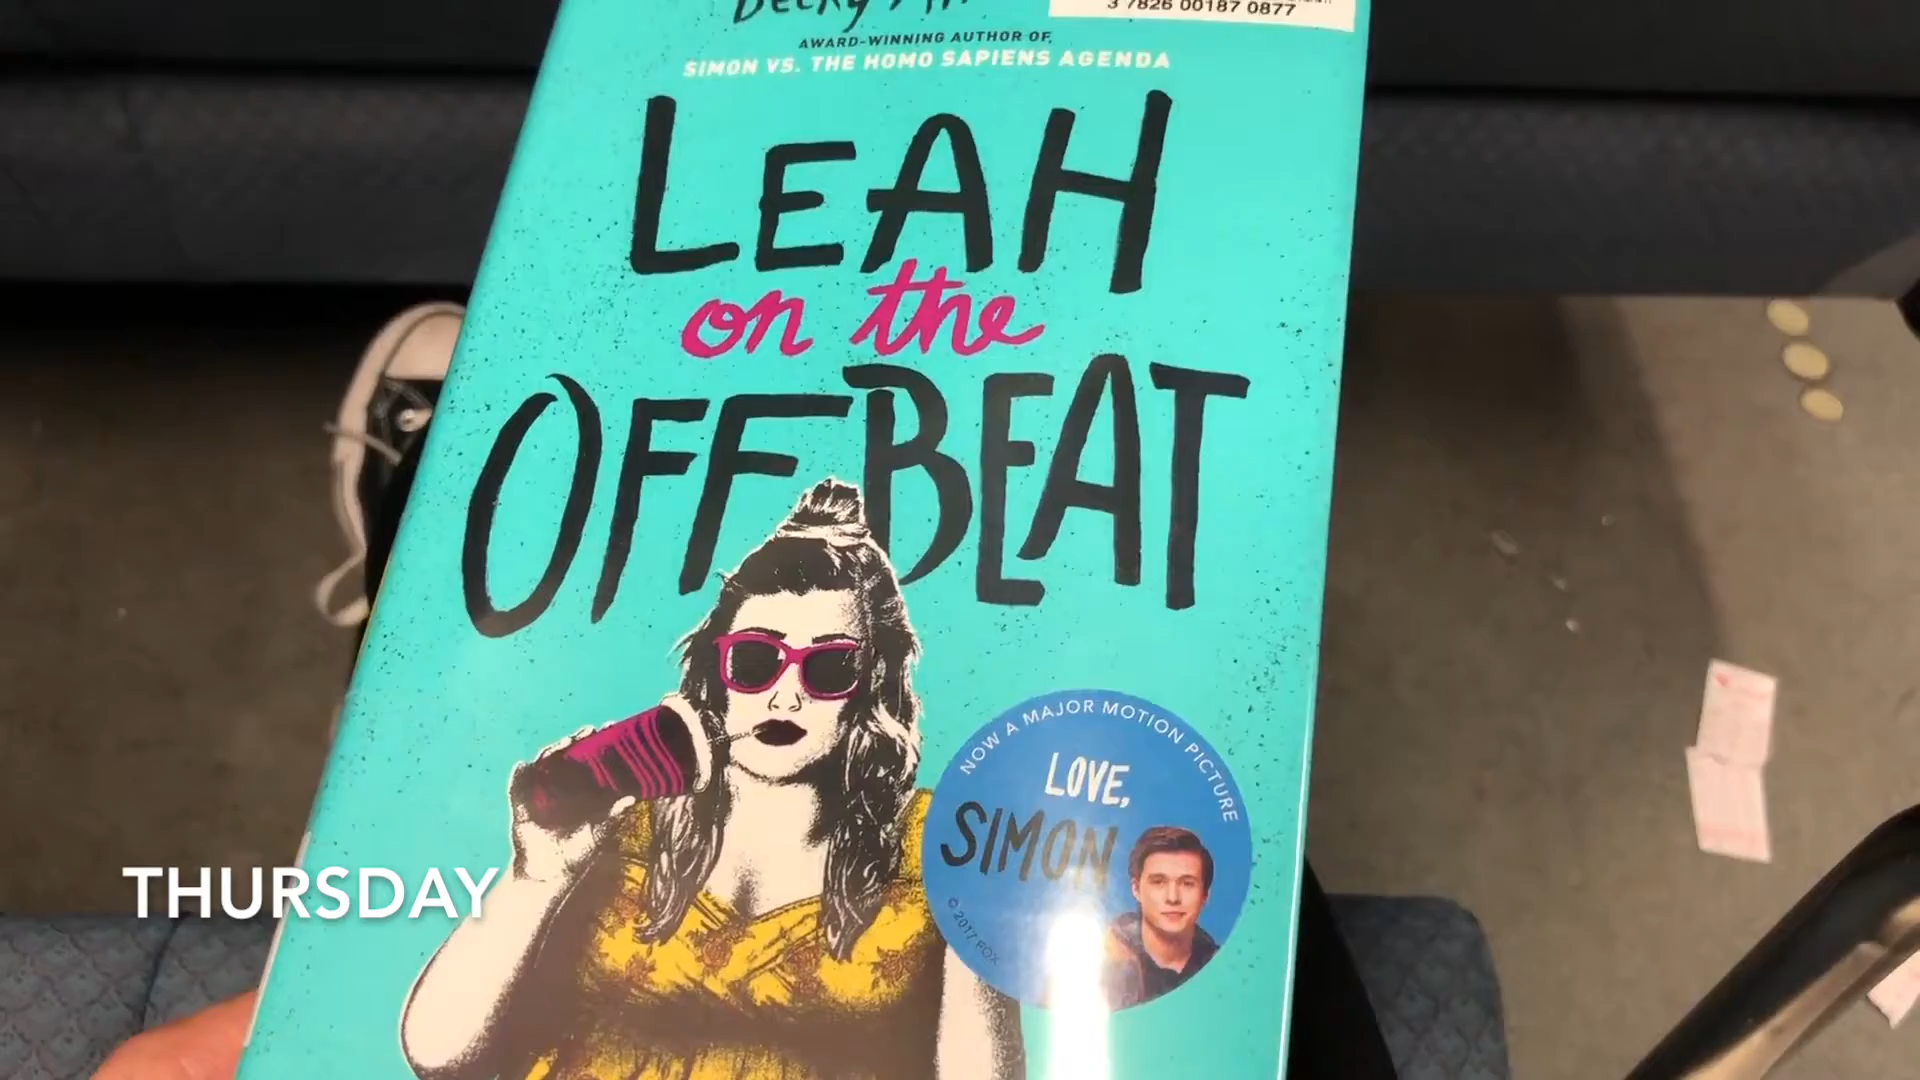 Becky
3 7826 00187 0877
AWARD-WINNING AUTHOR OF
SIMON VS. THE HOMO SAPIENS AGENDA
LEAH
on the
OFFBEAT
NOW A MAJOR MOTION PICTURE
LOVE,
SIMON
© 2017 FOX
THURSDAY